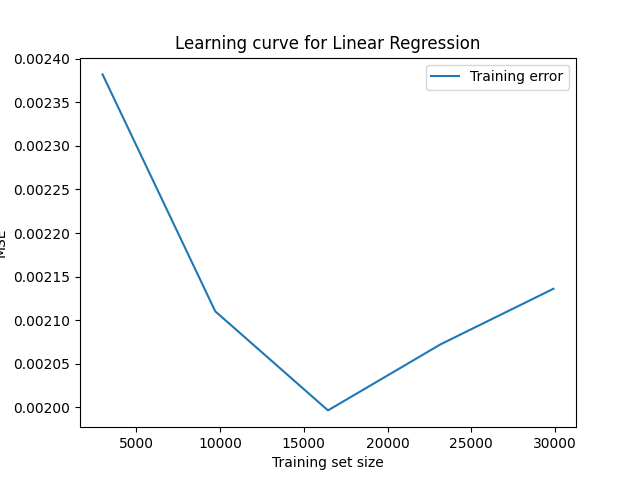 Learning curve for Linear Regression
Training error
0.00240
0.00235
0.00230
0.00225
0.00220
0.00215
0.00210
0.00205
0.00200
MSE
5000 10000 15000 20000 25000 30000
Training set size